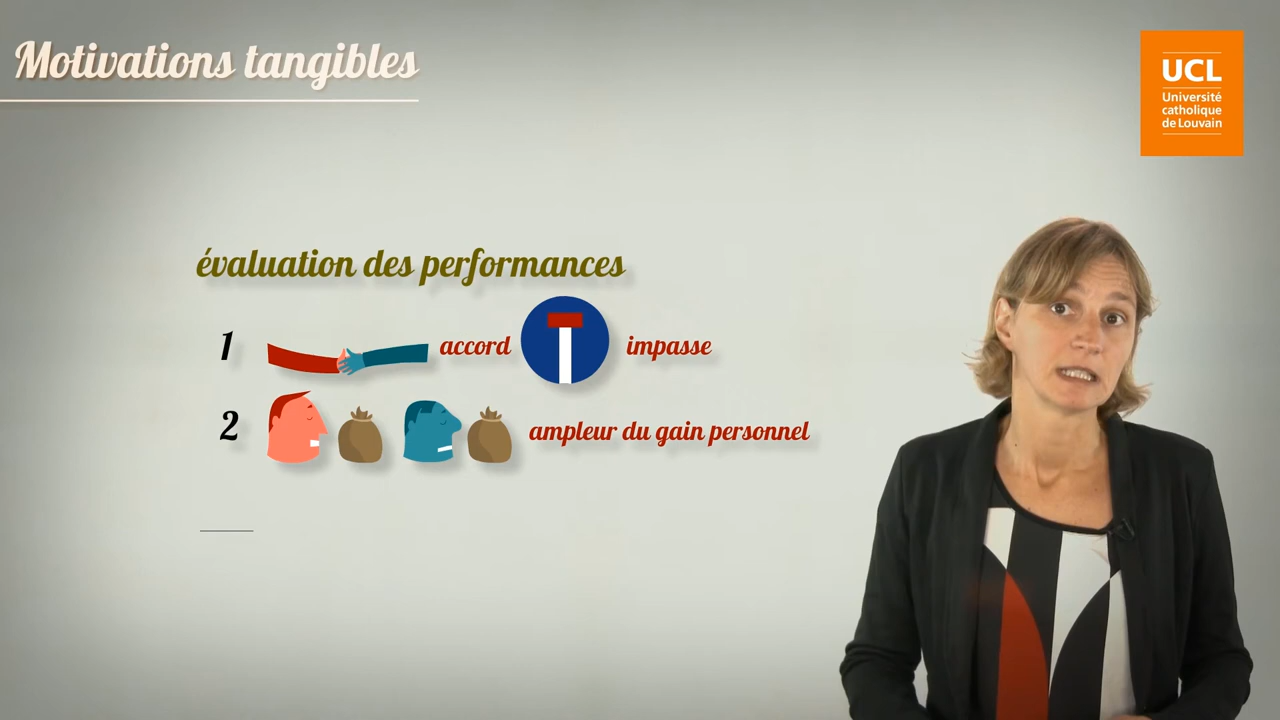 Motivations tangibles
UCL
Université
catholique
de Louvain
évaluation des performances
1 accord impasse
2 ampleur du gain personnel